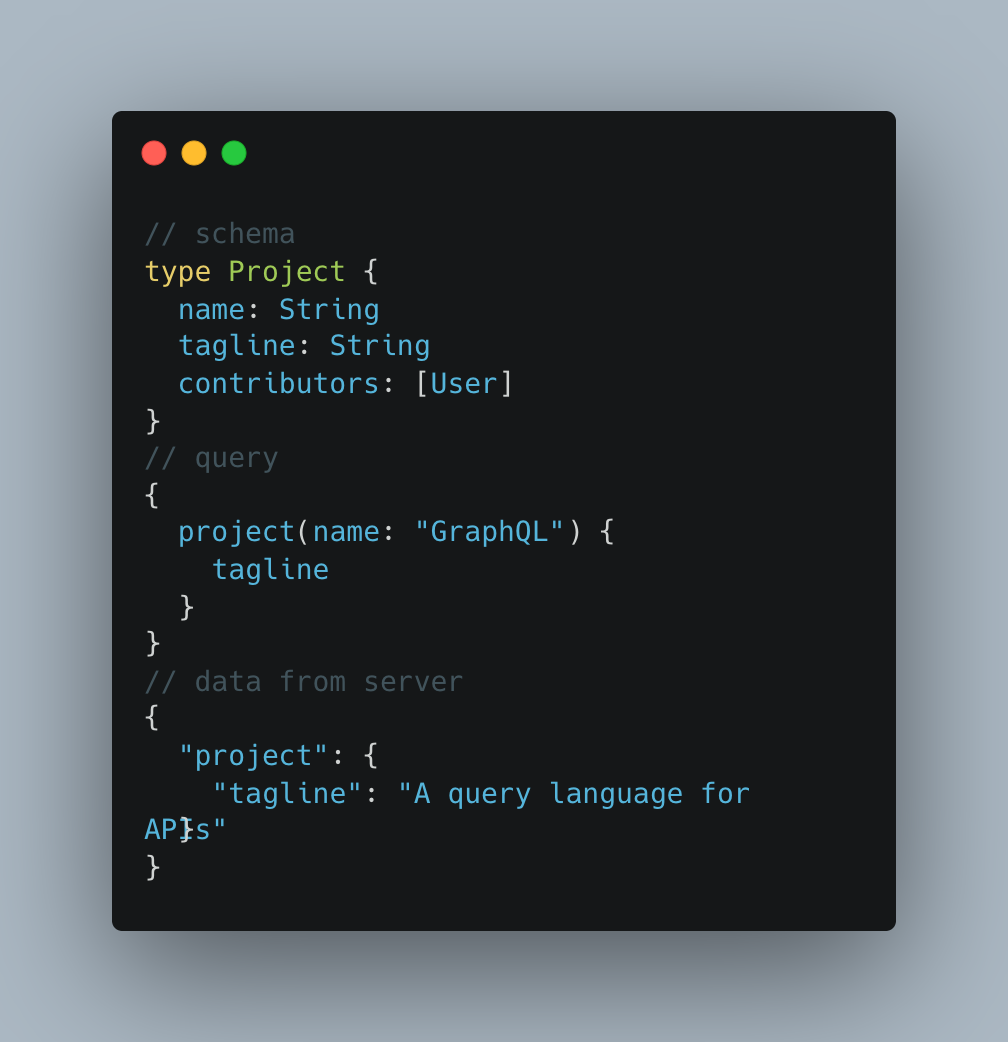 // schema
type Project {
  name: String
  tagline: String
  contributors: [User]
}
// query
{
  project(name: "GraphQL") {
    tagline
  }
}
// data from server
{
  "project": {
    "tagline": "A query language for
APIs"
  }
}